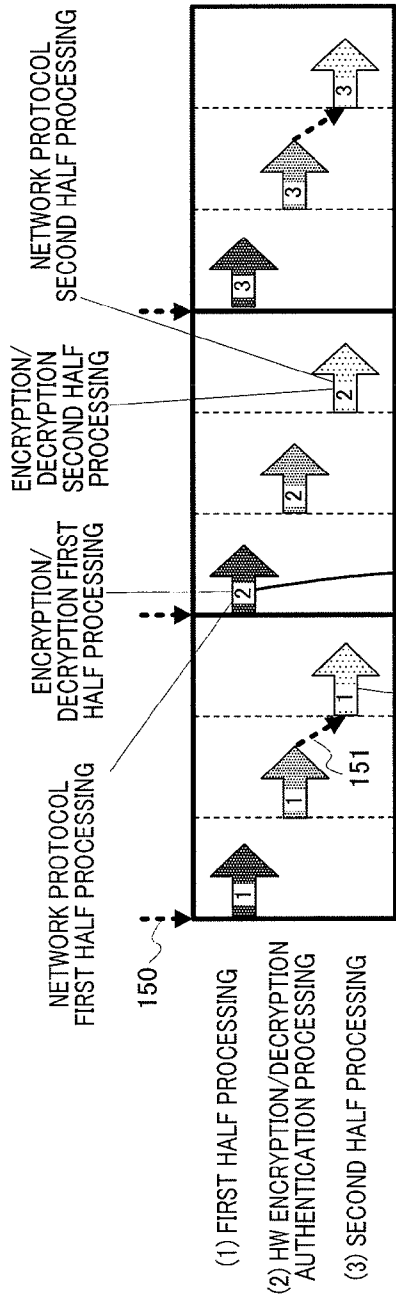 NETWORK PROTOCOL
FIRST HALF PROCESSING
ENCRYPTION/
DECRYPTION FIRST
HALF PROCESSING
ENCRYPTION/
DECRYPTION
SECOND HALF
PROCESSING
NETWORK PROTOCOL
SECOND HALF PROCESSING
150
(1) FIRST HALF PROCESSING
1
2
3
(2) HW ENCRYPTION/DECRYPTION
AUTHENTICATION PROCESSING
1
2
3
151
(3) SECOND HALF PROCESSING
1
2
3